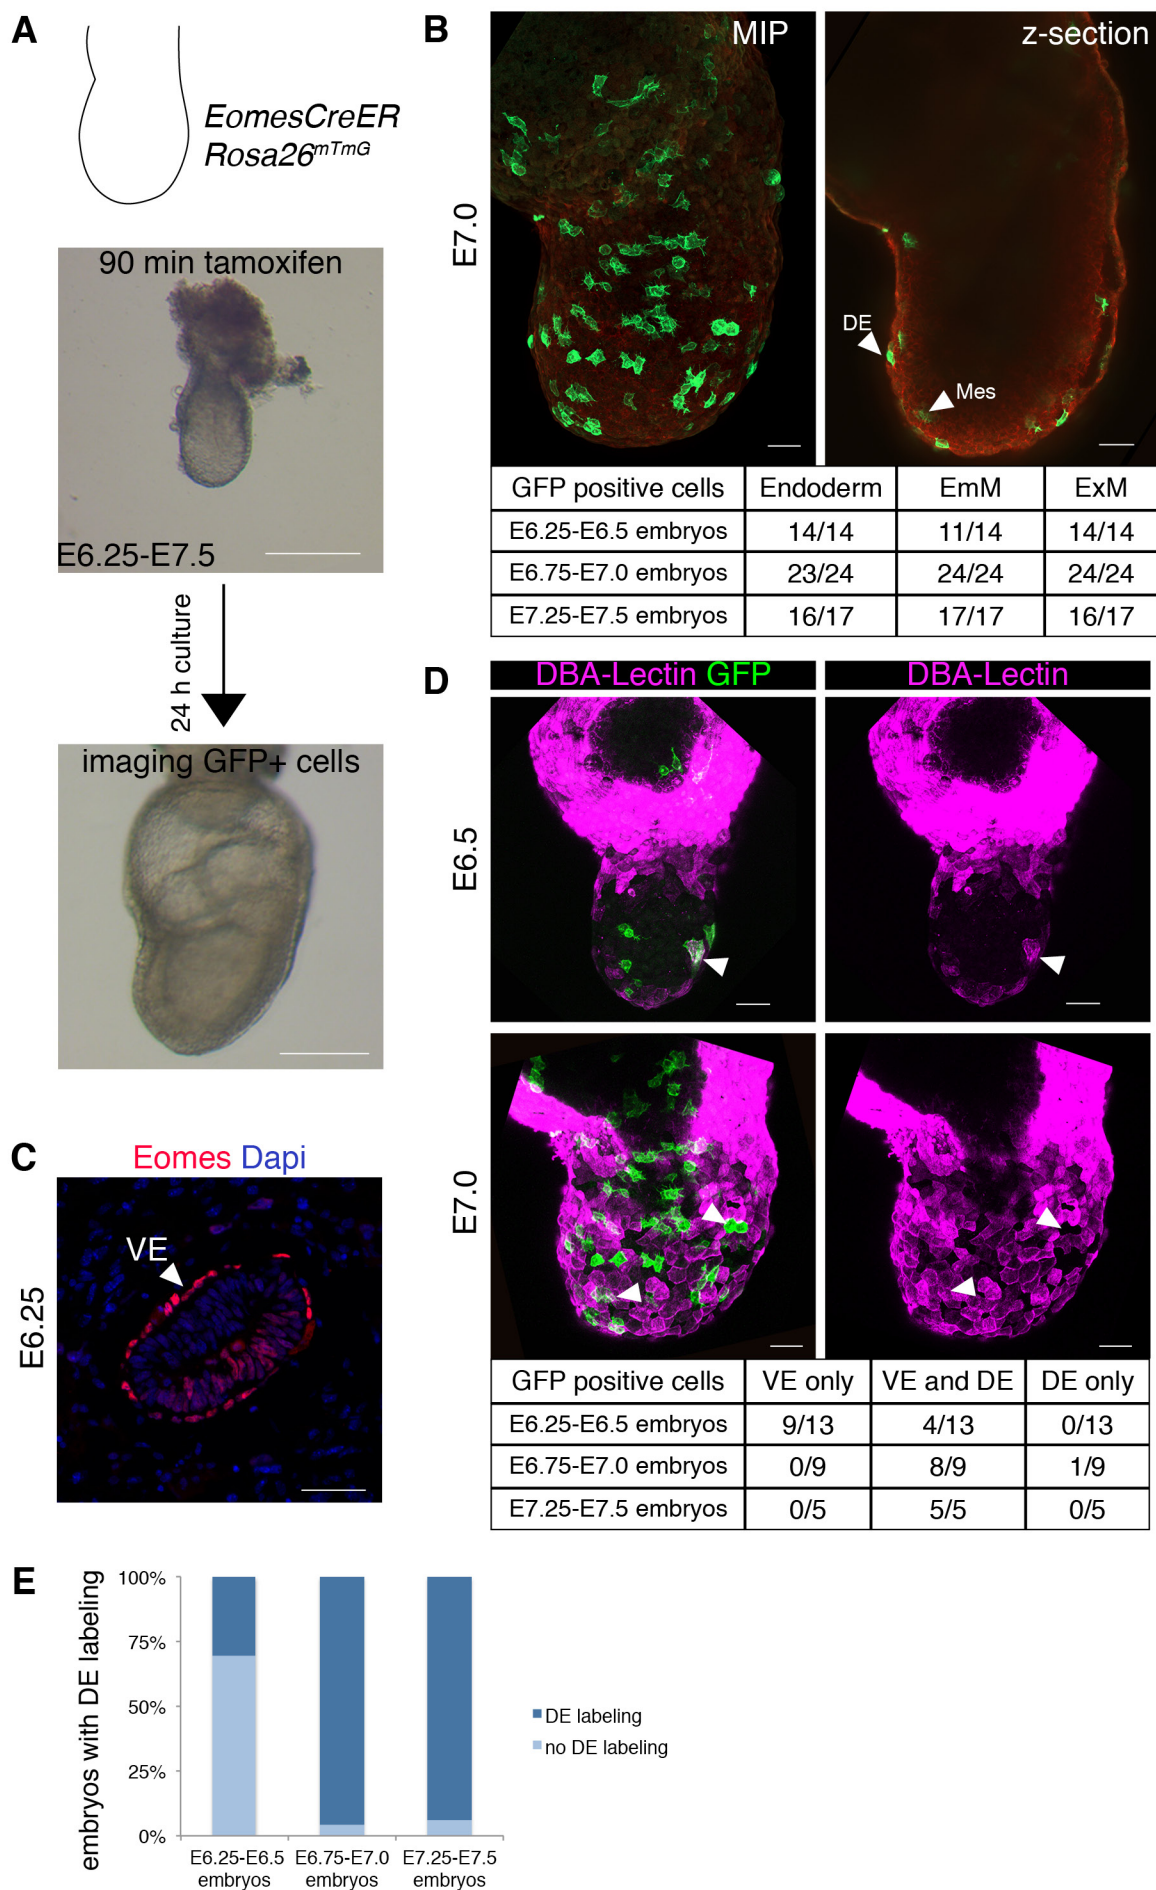 A
EomesCreER
Rosa26mTmG
90 min tamoxifen
E6.25-E7.5
24 h culture
imaging GFP+ cells
B
MIP
z-section
E7.0
DE
Mes
GFP positive cells Endoderm EmM ExM
E6.25-E6.5 embryos 14/14 11/14 14/14
E6.75-E7.0 embryos 23/24 24/24 24/24
E7.25-E7.5 embryos 16/17 17/17 16/17
C
Eomes Dapi
VE
E6.25
D
DBA-Lectin GFP
DBA-Lectin
E6.5
E7.0
GFP positive cells VE only VE and DE DE only
E6.25-E6.5 embryos 9/13 4/13 0/13
E6.75-E7.0 embryos 0/9 8/9 1/9
E7.25-E7.5 embryos 0/5 5/5 0/5
E
embryos with DE labeling
100%
75%
50%
25%
0%
E6.25-E6.5
embryos
E6.75-E7.0
embryos
E7.25-E7.5
embryos
DE labeling
no DE labeling